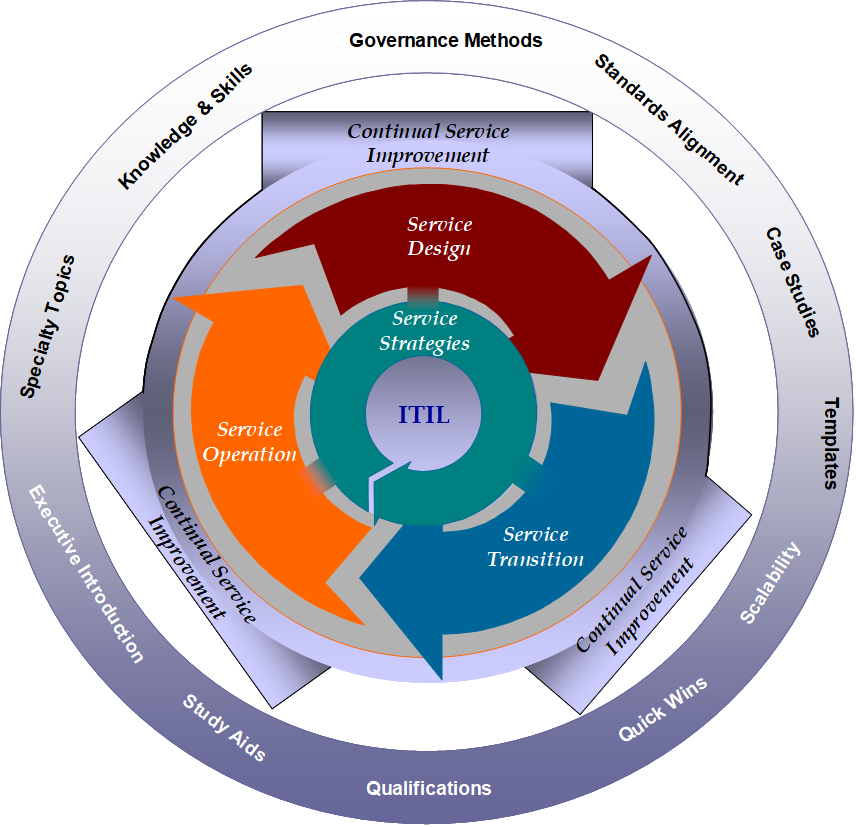 Governance Methods
Knowledge & Skills
Standards Alignment
Continual Service
Improvement
Service
Design
Case Studies
Specialty Topics
Service
Strategies
Templates
ITIL
Service
Operation
Executive Introduction
Continual Service
Improvement
Service
Transition
Continual Service
Improvement
Scalability
Study Aids
Quick Wins
Qualifications